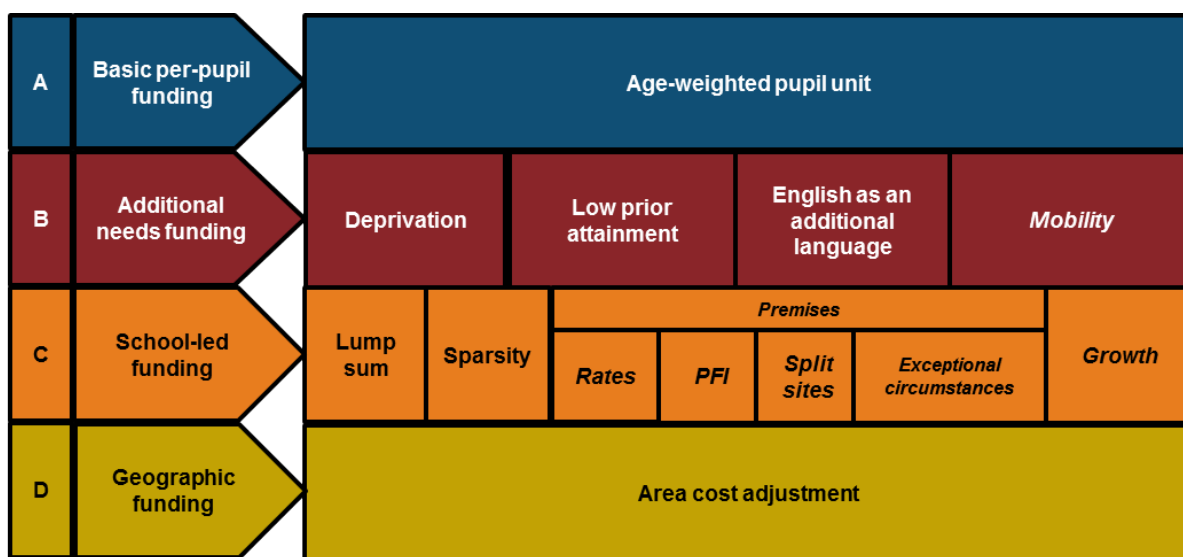 A
Basic per-pupil
funding
Age-weighted pupil unit
B
Additional
needs funding
Deprivation
Low prior
attainment
English as an
additional
language
Mobility
C
School-led
funding
Lump
sum
Sparsity
Premises
Rates
PFI
Split
sites
Exceptional
circumstances
Growth
D
Geographic
funding
Area cost adjustment